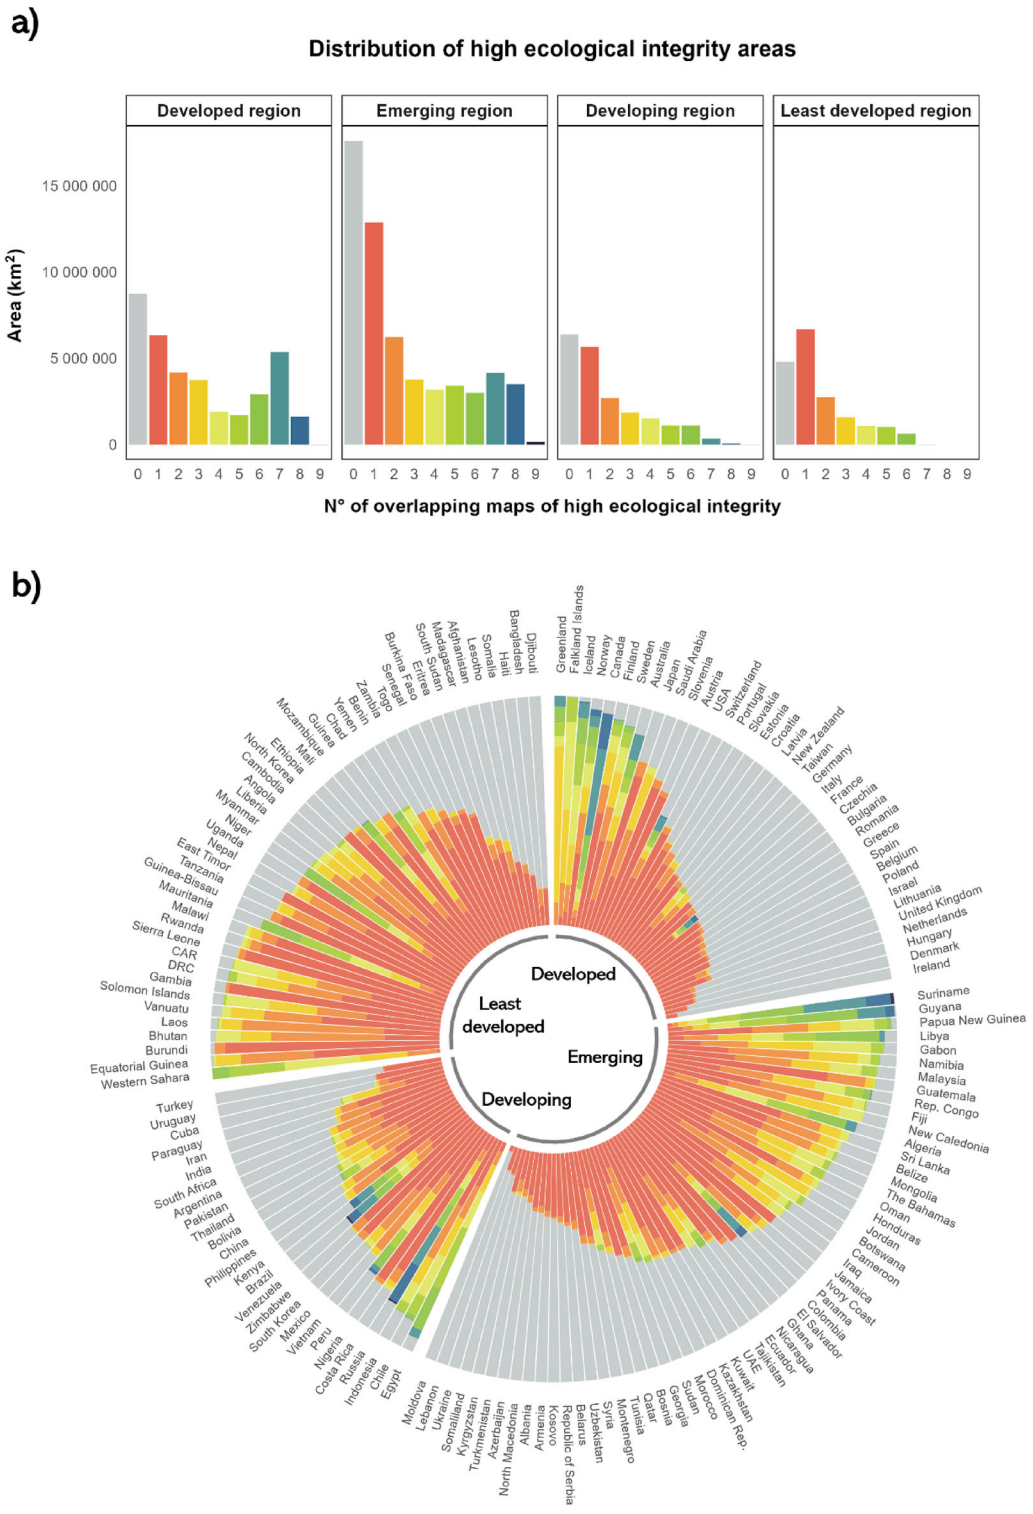 a)
Distribution of high ecological integrity areas
Developed region
Emerging region
Developing region
Least developed region
Area (km²)
15 000 000
10 000 000
5 000 000
0
0 1 2 3 4 5 6 7 8 9
0 1 2 3 4 5 6 7 8 9
0 1 2 3 4 5 6 7 8 9
0 1 2 3 4 5 6 7 8 9
N° of overlapping maps of high ecological integrity
b)
Greenland
Falkland Islands
Iceland
Norway
Canada
Finland
Sweden
Australia
Japan
Saudi Arabia
Slovenia
Austria
USA
Switzerland
Portugal
Slovakia
Estonia
Croatia
Latvia
New Zealand
Taiwan
Germany
Italy
France
Czechia
Bulgaria
Romania
Greece
Spain
Belgium
Poland
Israel
Lithuania
United Kingdom
Netherlands
Hungary
Denmark
Ireland
Suriname
Guyana
Papua New Guinea
Libya
Gabon
Namibia
Malaysia
Guatemala
Rep. Congo
Fiji
New Caledonia
Algeria
Sri Lanka
Belize
Mongolia
The Bahamas
Oman
Honduras
Jordan
Botswana
Cameroon
Iraq
Jamaica
Ivory Coast
Panama
Colombia
El Salvador
Ghana
Nicaragua
Ecuador
Tajikistan
UAE
Kuwait
Kazakhstan
Dominican Rep.
Morocco
Sudan
Georgia
Bosnia
Qatar
Tunisia
Montenegro
Syria
Uzbekistan
Belarus
Republic of Serbia
Kosovo
Armenia
Albania
North Macedonia
Azerbaijan
Turkmenistan
Kyrgyzstan
Somaliland
Ukraine
Lebanon
Moldova
Egypt
Chile
Indonesia
Russia
Costa Rica
Nigeria
Peru
Vietnam
Mexico
South Korea
Zimbabwe
Venezuela
Brazil
Kenya
Philippines
China
Bolivia
Thailand
Pakistan
Argentina
South Africa
India
Iran
Paraguay
Cuba
Uruguay
Turkey
Western Sahara
Equatorial Guinea
Burundi
Bhutan
Laos
Vanuatu
Solomon Islands
Gambia
DRC
CAR
Sierra Leone
Rwanda
Malawi
Mauritania
Guinea-Bissau
Tanzania
East Timor
Nepal
Uganda
Niger
Myanmar
Liberia
Angola
Cambodia
North Korea
Ethiopia
Mali
Mozambique
Guinea
Chad
Yemen
Benin
Zambia
Togo
Senegal
Burkina Faso
Eritrea
South Sudan
Madagascar
Afghanistan
Lesotho
Somalia
Haiti
Bangladesh
Djibouti
Developed
Least
developed
Emerging
Developing